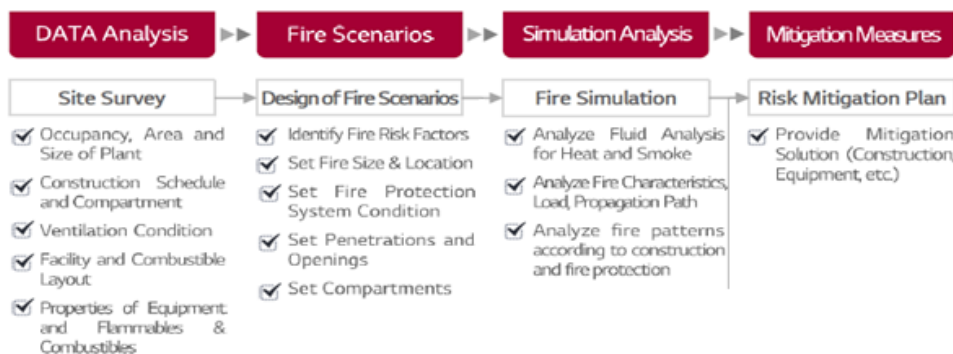 DATA Analysis
Fire Scenarios
Simulation Analysis
Mitigation Measures
Site Survey
Occupancy, Area and
Size of Plant
Construction Schedule
and Compartment
Ventilation Condition
Facility and Combustible
Layout
Properties of Equipment
and Flammables &
Combustibles
Design of Fire Scenarios
Identify Fire Risk Factors
Set Fire Size & Location
Set Fire Protection
System Condition
Set Penetrations and
Openings
Set Compartments
Fire Simulation
Analyze Fluid Analysis
for Heat and Smoke
Analyze Fire Characteristics,
Load, Propagation Path
Analyze fire patterns
according to construction
and fire protection
Risk Mitigation Plan
Provide Mitigation
Solution (Construction,
Equipment, etc.)